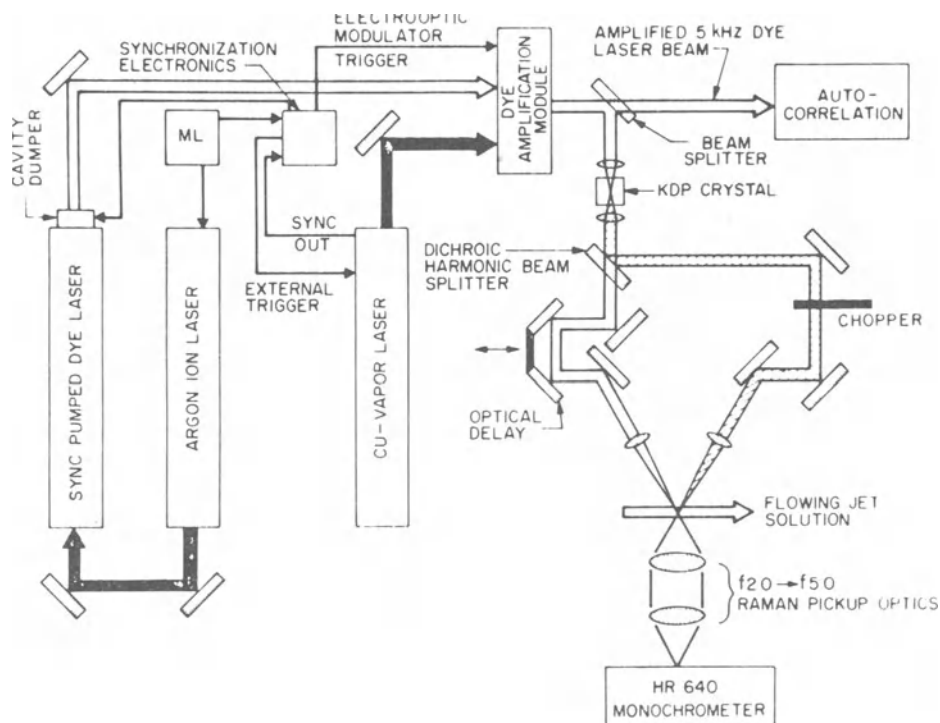 ELECTROOPTIC
MODULATOR
TRIGGER
SYNCHRONIZATION
ELECTRONICS
AMPLIFIED 5 kHz DYE
LASER BEAM
CAVITY
DUMPER
ML
DYE
AMPLIFICATION
MODULE
AUTO-
CORRELATION
BEAM
SPLITTER
KDP CRYSTAL
SYNC
OUT
EXTERNAL
TRIGGER
DICHROIC
HARMONIC BEAM
SPLITTER
CHOPPER
SYNC PUMPED DYE LASER
ARGON ION LASER
CU-VAPOR LASER
OPTICAL
DELAY
FLOWING JET
SOLUTION
f2.0→f5.0
RAMAN PICKUP OPTICS
HR 640
MONOCHROMETER